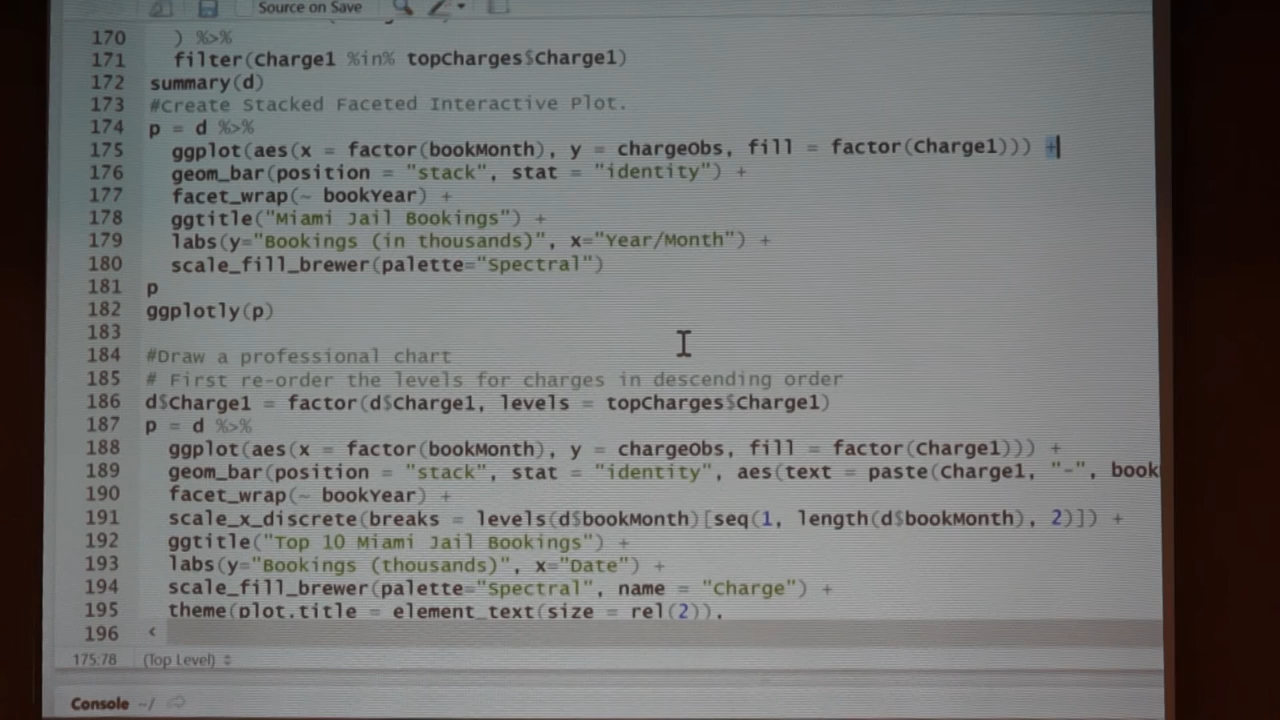 Source on Save
170 ) %>%
171 filter(Charge1 %in% topCharges$Charge1)
172 summary(d)
173 #Create Stacked Faceted Interactive Plot.
174 p = d %>%
175 ggplot(aes(x = factor(bookMonth), y = chargeObs, fill = factor(Charge1))) +
176 geom_bar(position = "stack", stat = "identity") +
177 facet_wrap(~ bookYear) +
178 ggtitle("Miami Jail Bookings") +
179 labs(y="Bookings (in thousands)", x="Year/Month") +
180 scale_fill_brewer(palette="Spectral")
181 p
182 ggplotly(p)
183
184 #Draw a professional chart
185 # First re-order the levels for charges in descending order
186 d$Charge1 = factor(d$Charge1, levels = topCharges$Charge1)
187 p = d %>%
188 ggplot(aes(x = factor(bookMonth), y = chargeObs, fill = factor(Charge1))) +
189 geom_bar(position = "stack", stat = "identity", aes(text = paste(Charge1, "-", book
190 facet_wrap(~ bookYear) +
191 scale_x_discrete(breaks = levels(d$bookMonth)[seq(1, length(d$bookMonth), 2)]) +
192 ggtitle("Top 10 Miami Jail Bookings") +
193 labs(y="Bookings (thousands)", x="Date") +
194 scale_fill_brewer(palette="Spectral", name = "Charge") +
195 theme(plot.title = element_text(size = rel(2)),
196
175:78 (Top Level)
Console ~/